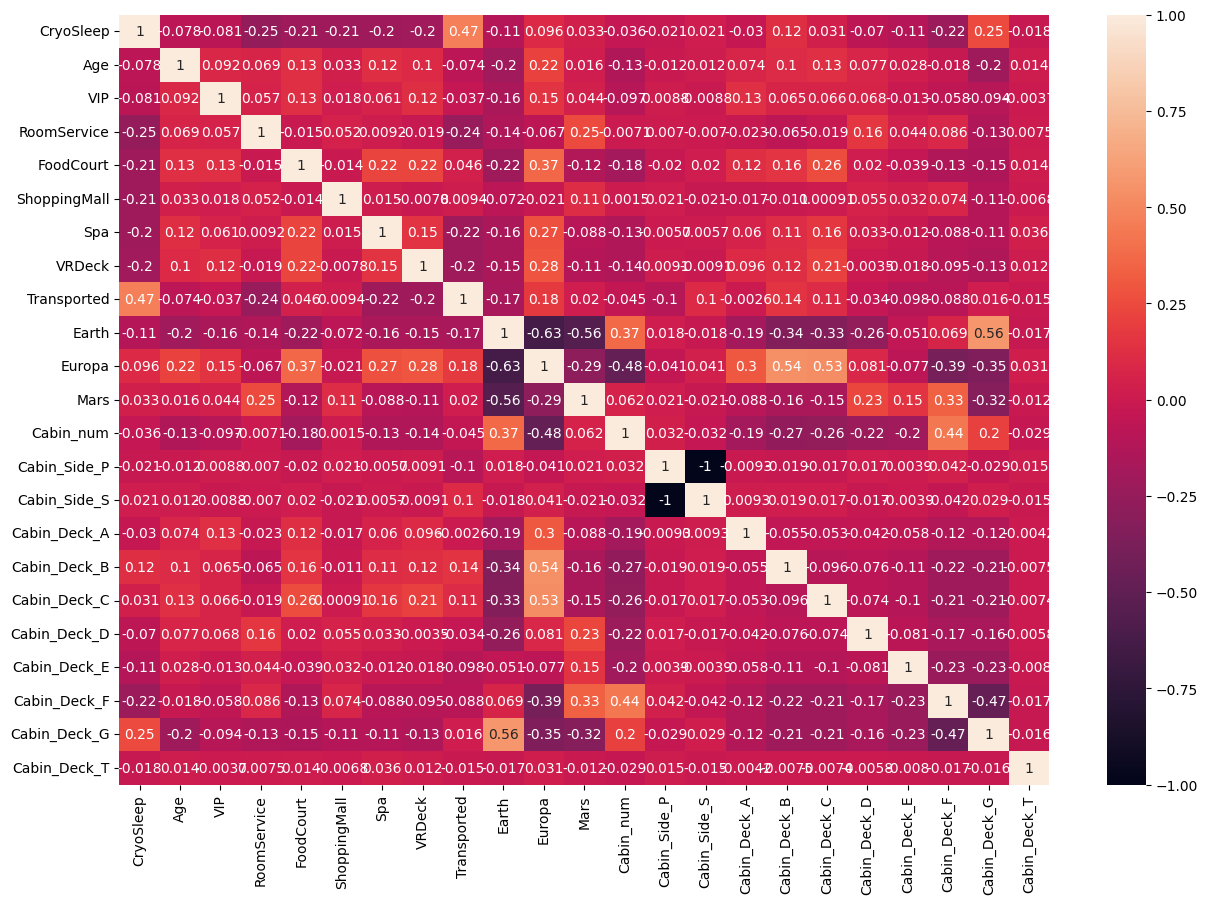 CryoSleep 1 -0.078 -0.081 -0.25 -0.21 -0.21 -0.2 -0.2 0.47 -0.11 0.096 0.033 -0.036 -0.021 0.021 -0.03 0.12 0.031 -0.07 -0.11 -0.22 0.25 -0.018
Age -0.078 1 0.092 0.069 0.13 0.033 0.12 0.1 -0.074 -0.2 0.22 0.016 -0.13 -0.012 0.012 0.074 0.1 0.13 0.077 0.028 -0.018 -0.2 0.014
VIP -0.081 0.092 1 0.057 0.13 0.018 0.061 0.12 -0.037 -0.16 0.15 0.044 -0.097 0.0088 -0.0088 0.13 0.065 0.066 0.068 -0.013 -0.058 -0.094 -0.0037
RoomService -0.25 0.069 0.057 1 -0.015 0.052 0.0092 -0.019 -0.24 -0.14 -0.067 0.25 -0.0071 0.007 -0.007 -0.023 -0.065 -0.019 0.16 0.044 0.086 -0.13 0.0075
FoodCourt -0.21 0.13 0.13 -0.015 1 -0.014 0.22 0.22 0.046 -0.22 0.37 -0.12 -0.18 -0.02 0.02 0.12 0.16 0.26 0.02 -0.039 -0.13 -0.15 0.014
ShoppingMall -0.21 0.033 0.018 0.052 -0.014 1 0.015 -0.0078 0.0094 -0.072 -0.021 0.11 0.0015 0.021 -0.021 -0.017 -0.011 0.00091 0.055 0.032 0.074 -0.11 -0.0068
Spa -0.2 0.12 0.061 0.0092 0.22 0.015 1 0.15 -0.22 -0.16 0.27 -0.088 -0.13 -0.0057 0.0057 0.06 0.11 0.16 0.033 -0.012 -0.088 -0.11 0.036
VRDeck -0.2 0.1 0.12 -0.019 0.22 -0.0078 0.15 1 -0.2 -0.15 0.28 -0.11 -0.14 0.0091 -0.0091 0.096 0.12 0.21 -0.0035 -0.018 -0.095 -0.13 0.012
Transported 0.47 -0.074 -0.037 -0.24 0.046 0.0094 -0.22 -0.2 1 -0.17 0.18 0.02 -0.045 -0.1 0.1 -0.0026 0.14 0.11 -0.034 -0.098 -0.088 0.016 -0.015
Earth -0.11 -0.2 -0.16 -0.14 -0.22 -0.072 -0.16 -0.15 -0.17 1 -0.63 -0.56 0.37 0.018 -0.018 -0.19 -0.34 -0.33 -0.26 -0.051 0.069 0.56 -0.017
Europa 0.096 0.22 0.15 -0.067 0.37 -0.021 0.27 0.28 0.18 -0.63 1 -0.29 -0.48 -0.041 0.041 0.3 0.54 0.53 0.081 -0.077 -0.39 -0.35 0.031
Mars 0.033 0.016 0.044 0.25 -0.12 0.11 -0.088 -0.11 0.02 -0.56 -0.29 1 0.062 0.021 -0.021 -0.088 -0.16 -0.15 0.23 0.15 0.33 -0.32 -0.012
Cabin_num -0.036 -0.13 -0.097 -0.0071 -0.18 0.0015 -0.13 -0.14 -0.045 0.37 -0.48 0.062 1 0.032 -0.032 -0.19 -0.27 -0.26 -0.22 -0.2 0.44 0.2 -0.029
Cabin_Side_P -0.021 -0.012 0.0088 0.007 -0.02 0.021 -0.0057 0.0091 -0.1 0.018 -0.041 0.021 0.032 1 -1 -0.0093 -0.019 -0.017 0.017 0.0039 0.042 -0.029 0.015
Cabin_Side_S 0.021 0.012 -0.0088 -0.007 0.02 -0.021 0.0057 -0.0091 0.1 -0.018 0.041 -0.021 -0.032 -1 1 0.0093 0.019 0.017 -0.017 -0.0039 -0.042 0.029 -0.015
Cabin_Deck_A -0.03 0.074 0.13 -0.023 0.12 -0.017 0.06 0.096 -0.0026 -0.19 0.3 -0.088 -0.19 -0.0093 0.0093 1 -0.055 -0.053 -0.042 -0.058 -0.12 -0.12 -0.0042
Cabin_Deck_B 0.12 0.1 0.065 -0.065 0.16 -0.011 0.11 0.12 0.14 -0.34 0.54 -0.16 -0.27 -0.019 0.019 -0.055 1 -0.096 -0.076 -0.11 -0.22 -0.21 -0.0075
Cabin_Deck_C 0.031 0.13 0.066 -0.019 0.26 0.00091 0.16 0.21 0.11 -0.33 0.53 -0.15 -0.26 -0.017 0.017 -0.053 -0.096 1 -0.074 -0.1 -0.21 -0.21 -0.0074
Cabin_Deck_D -0.07 0.077 0.068 0.16 0.02 0.055 0.033 -0.0035 -0.034 -0.26 0.081 0.23 -0.22 0.017 -0.017 -0.042 -0.076 -0.074 1 -0.081 -0.17 -0.16 -0.0058
Cabin_Deck_E -0.11 0.028 -0.013 0.044 -0.039 0.032 -0.012 -0.018 -0.098 -0.051 -0.077 0.15 -0.2 0.0039 -0.0039 -0.058 -0.11 -0.1 -0.081 1 -0.23 -0.23 -0.008
Cabin_Deck_F -0.22 -0.018 -0.058 0.086 -0.13 0.074 -0.088 -0.095 -0.088 0.069 -0.39 0.33 0.44 0.042 -0.042 -0.12 -0.22 -0.21 -0.17 -0.23 1 -0.47 -0.017
Cabin_Deck_G 0.25 -0.2 -0.094 -0.13 -0.15 -0.11 -0.11 -0.13 0.016 0.56 -0.35 -0.32 0.2 -0.029 0.029 -0.12 -0.21 -0.21 -0.16 -0.23 -0.47 1 -0.016
Cabin_Deck_T -0.018 0.014 -0.0037 0.0075 0.014 -0.0068 0.036 0.012 -0.015 -0.017 0.031 -0.012 -0.029 0.015 -0.015 -0.0042 -0.0075 -0.0074 -0.0058 -0.008 -0.017 -0.016 1
CryoSleep
Age
VIP
RoomService
FoodCourt
ShoppingMall
Spa
VRDeck
Transported
Earth
Europa
Mars
Cabin_num
Cabin_Side_P
Cabin_Side_S
Cabin_Deck_A
Cabin_Deck_B
Cabin_Deck_C
Cabin_Deck_D
Cabin_Deck_E
Cabin_Deck_F
Cabin_Deck_G
Cabin_Deck_T
1.00
0.75
0.50
0.25
0.00
−0.25
−0.50
−0.75
−1.00